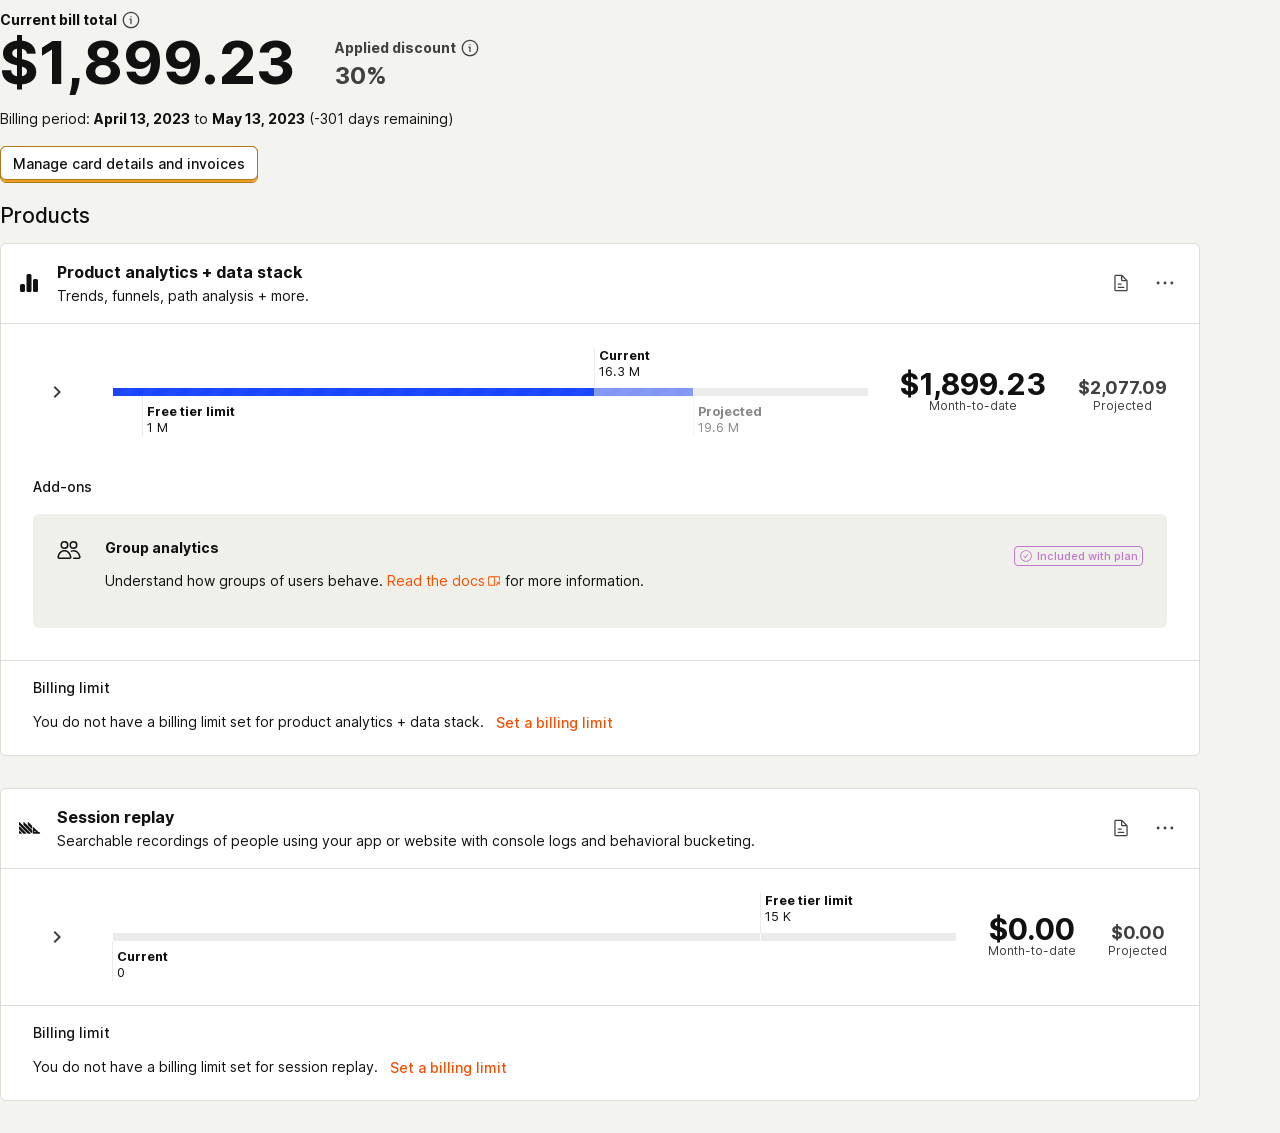 Current bill total
$1,899.23
Applied discount
30%
Billing period: April 13, 2023 to May 13, 2023 (-301 days remaining)
Manage card details and invoices
Products
Product analytics + data stack
Trends, funnels, path analysis + more.
Current
16.3 M
Free tier limit
1 M
Projected
19.6 M
$1,899.23
Month-to-date
$2,077.09
Projected
Add-ons
Group analytics
Included with plan
Understand how groups of users behave. Read the docs for more information.
Billing limit
You do not have a billing limit set for product analytics + data stack. Set a billing limit
Session replay
Searchable recordings of people using your app or website with console logs and behavioral bucketing.
Free tier limit
15 K
Current
0
$0.00
Month-to-date
$0.00
Projected
Billing limit
You do not have a billing limit set for session replay. Set a billing limit